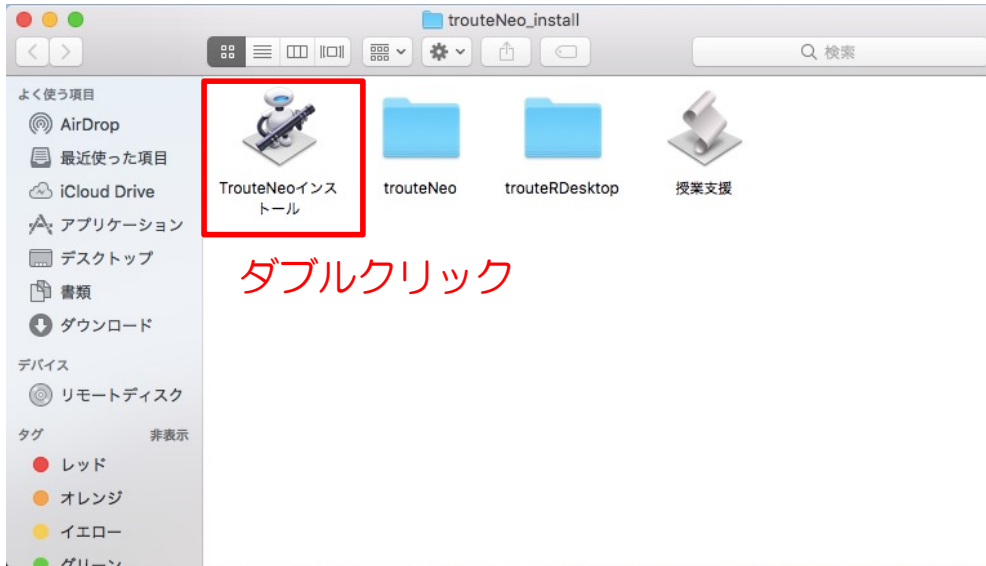 trouteNeo_install
検索
よく使う項目
AirDrop
最近使った項目
iCloud Drive
アプリケーション
デスクトップ
書類
ダウンロード
デバイス
リモートディスク
タグ 非表示
レッド
オレンジ
イエロー
グリーン
TrouteNeoインス
トール
trouteNeo
trouteRDesktop
授業支援
ダブルクリック